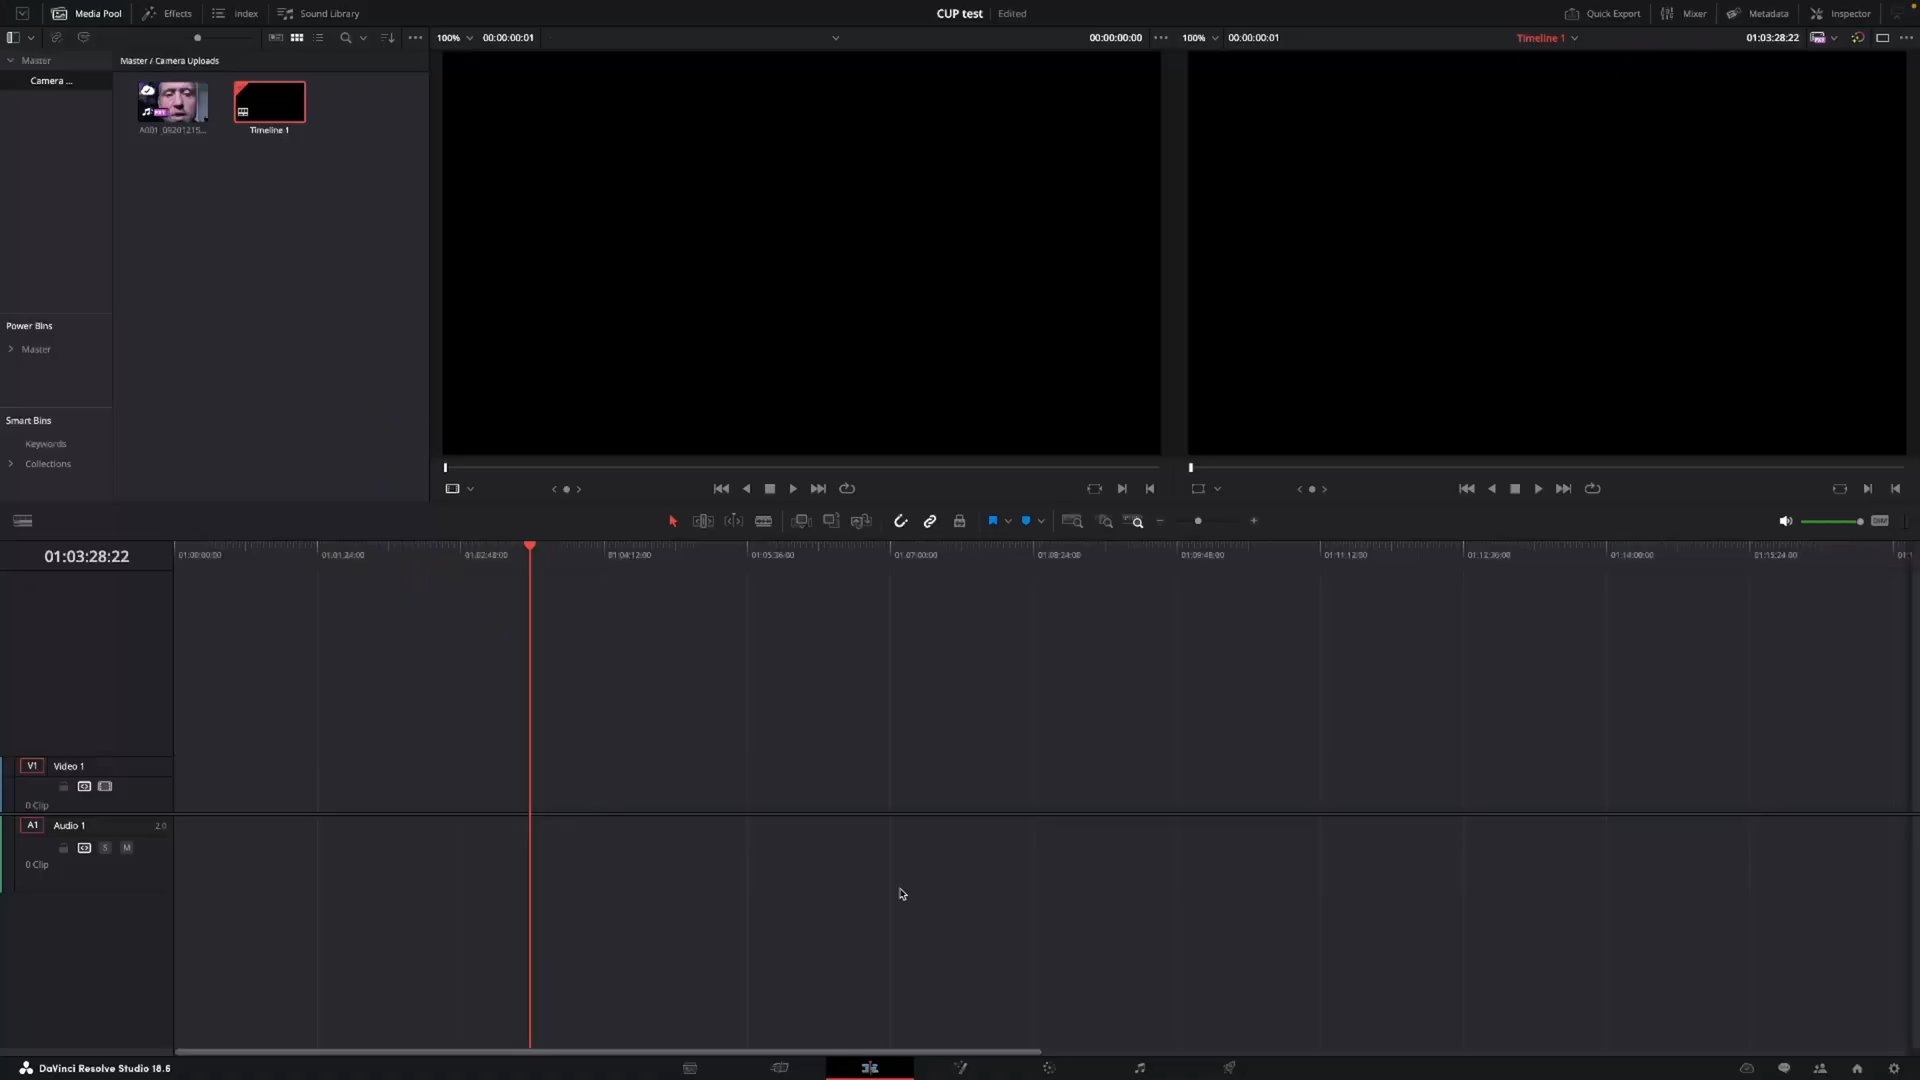 Media Pool Effects Index Sound Library CUP test Edited Quick Export Mixer Metadata Inspector
100% 00:00:00:01 00:00:00:00 100% 00:00:00:01 Timeline 1 01:03:28:22
Master Master / Camera Uploads
Camera ...
A001_09201215... Timeline 1
Power Bins
Master
Smart Bins
Keywords
Collections
01:03:28:22 01:00:00:00 01:01:24:00 01:02:48:00 01:04:12:00 01:05:36:00 01:07:00:00 01:08:24:00 01:09:48:00 01:11:12:00 01:12:36:00 01:14:00:00 01:15:24:00 01:1
DIM
V1 Video 1
0 Clip
A1 Audio 1 2.0
S M
0 Clip
DaVinci Resolve Studio 18.6